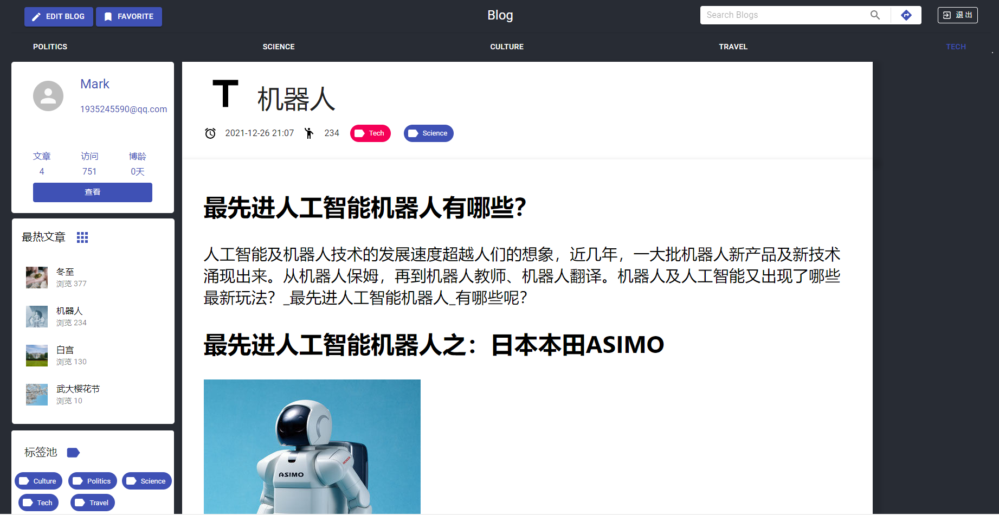 EDIT BLOG
FAVORITE
Blog
Search Blogs
退出
POLITICS
SCIENCE
CULTURE
TRAVEL
TECH
Mark
1935245590@qq.com
文章
访问
博龄
4
751
0天
查看
最热文章
冬至
浏览 377
机器人
浏览 234
白宫
浏览 130
武大樱花节
浏览 10
标签池
Culture
Politics
Science
Tech
Travel
T 机器人
2021-12-26 21:07
234
Tech
Science
最先进人工智能机器人有哪些？
人工智能及机器人技术的发展速度超越人们的想象，近几年，一大批机器人新产品及新技术
涌现出来。从机器人保姆，再到机器人教师、机器人翻译。机器人及人工智能又出现了哪些
最新玩法？_最先进人工智能机器人_有哪些呢？
最先进人工智能机器人之：日本本田ASIMO
HONDA
ASIMO